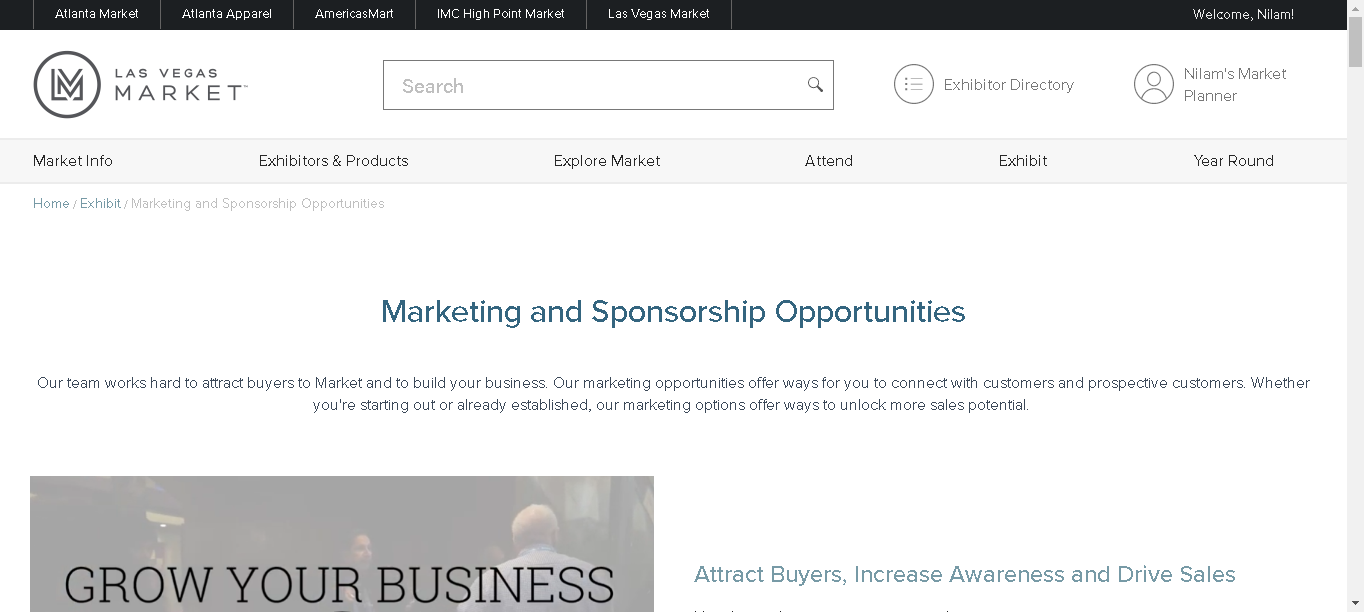 Atlanta Market
Atlanta Apparel
AmericasMart
IMC High Point Market
Las Vegas Market
Welcome, Nilam!
LAS VEGAS
MARKET™
Search
Exhibitor Directory
Nilam's Market
Planner
Market Info
Exhibitors & Products
Explore Market
Attend
Exhibit
Year Round
Home / Exhibit / Marketing and Sponsorship Opportunities
Marketing and Sponsorship Opportunities
Our team works hard to attract buyers to Market and to build your business. Our marketing opportunities offer ways for you to connect with customers and prospective customers. Whether
you're starting out or already established, our marketing options offer ways to unlock more sales potential.
GROW YOUR BUSINESS
Attract Buyers, Increase Awareness and Drive Sales